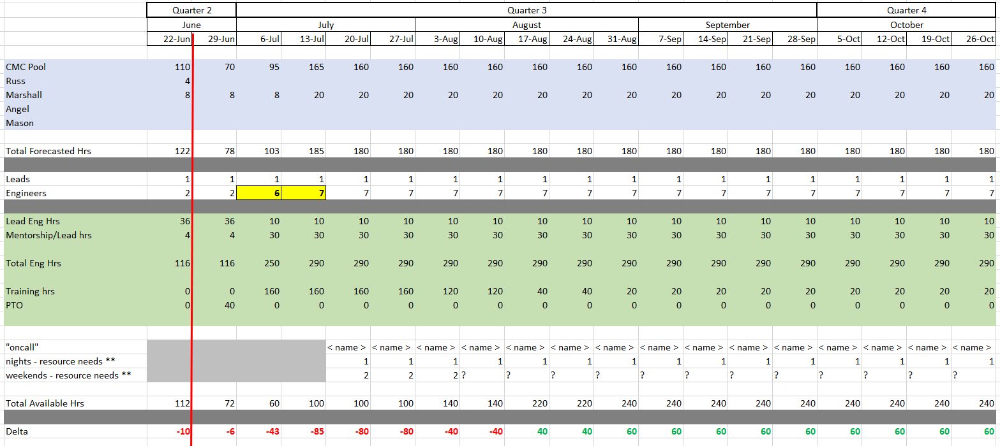 Quarter 2 Quarter 3 Quarter 4
June July August September October
22-Jun 29-Jun 6-Jul 13-Jul 20-Jul 27-Jul 3-Aug 10-Aug 17-Aug 24-Aug 31-Aug 7-Sep 14-Sep 21-Sep 28-Sep 5-Oct 12-Oct 19-Oct 26-Oct
CMC Pool 110 70 95 165 160 160 160 160 160 160 160 160 160 160 160 160 160 160 160
Russ 4
Marshall 8 8 8 20 20 20 20 20 20 20 20 20 20 20 20 20 20 20 20
Angel
Mason
Total Forecasted Hrs 122 78 103 185 180 180 180 180 180 180 180 180 180 180 180 180 180 180 180
Leads 1 1 1 1 1 1 1 1 1 1 1 1 1 1 1 1 1 1 1
Engineers 2 2 6 7 7 7 7 7 7 7 7 7 7 7 7 7 7 7 7
Lead Eng Hrs 36 36 10 10 10 10 10 10 10 10 10 10 10 10 10 10 10 10 10
Mentorship/Lead hrs 4 4 30 30 30 30 30 30 30 30 30 30 30 30 30 30 30 30 30
Total Eng Hrs 116 116 250 290 290 290 290 290 290 290 290 290 290 290 290 290 290 290 290
Training hrs 0 0 160 160 160 160 120 120 40 40 20 20 20 20 20 20 20 20 20
PTO 0 40 0 0 0 0 0 0 0 0 0 0 0 0 0 0 0 0 0
"oncall" < name > < name > < name > < name > < name > < name > < name > < name > < name > < name > < name > < name > < name > < name > < name >
nights - resource needs ** 1 1 1 1 1 1 1 1 1 1 1 1 1 1 1
weekends - resource needs ** 2 2 2 ? ? ? ? ? ? ? ? ? ? ? ?
Total Available Hrs 112 72 60 100 100 100 140 140 220 220 240 240 240 240 240 240 240 240 240
Delta -10 -6 -43 -85 -80 -80 -40 -40 40 40 60 60 60 60 60 60 60 60 60